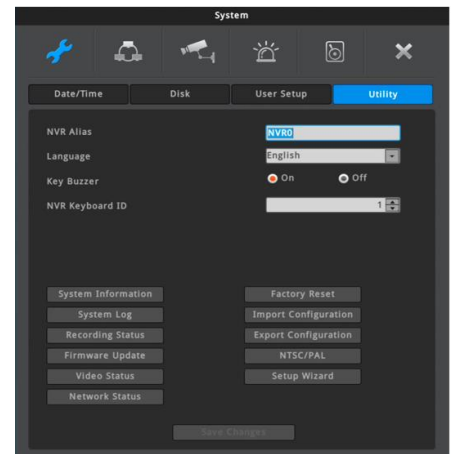 System
Date/Time Disk User Setup Utility
NVR Alias NVR0
Language English
Key Buzzer On Off
NVR Keyboard ID 1
System Information Factory Reset
System Log Import Configuration
Recording Status Export Configuration
Firmware Update NTSC/PAL
Video Status Setup Wizard
Network Status
Save Changes